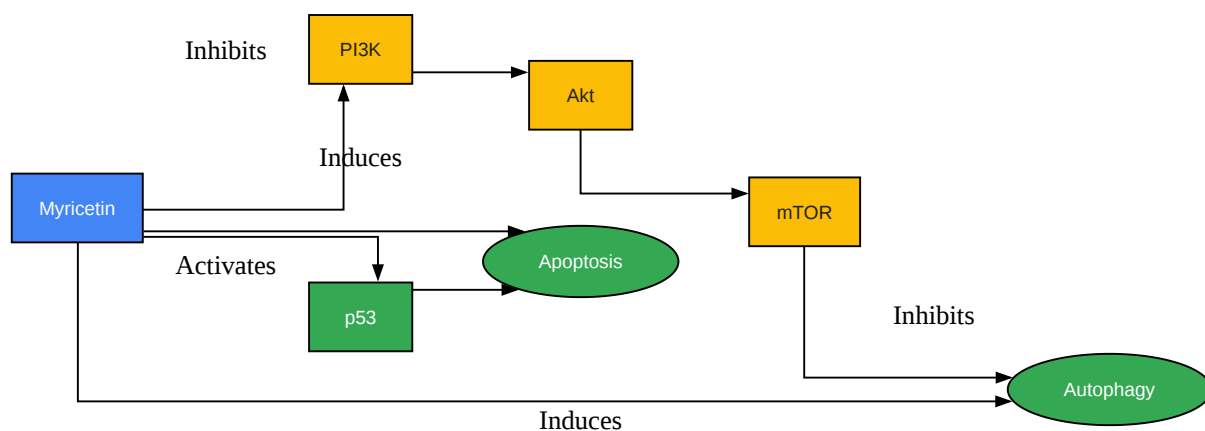 Inhibits
PI3K
Akt
Induces
Myricetin
mTOR
Activates
Apoptosis
p53
Inhibits
Autophagy
Induces